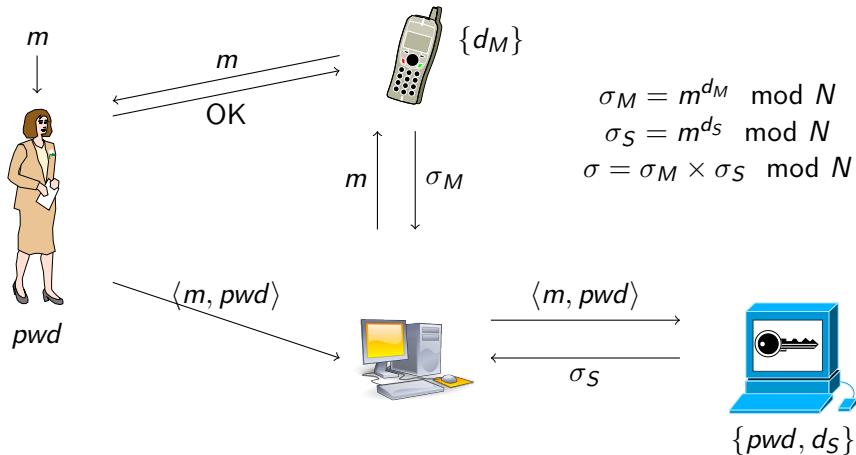 m
{d_M}
m
OK
σ_M = m^{d_M} mod N
σ_S = m^{d_S} mod N
σ = σ_M × σ_S mod N
m
σ_M
⟨m, pwd⟩
⟨m, pwd⟩
pwd
σ_S
{pwd, d_S}